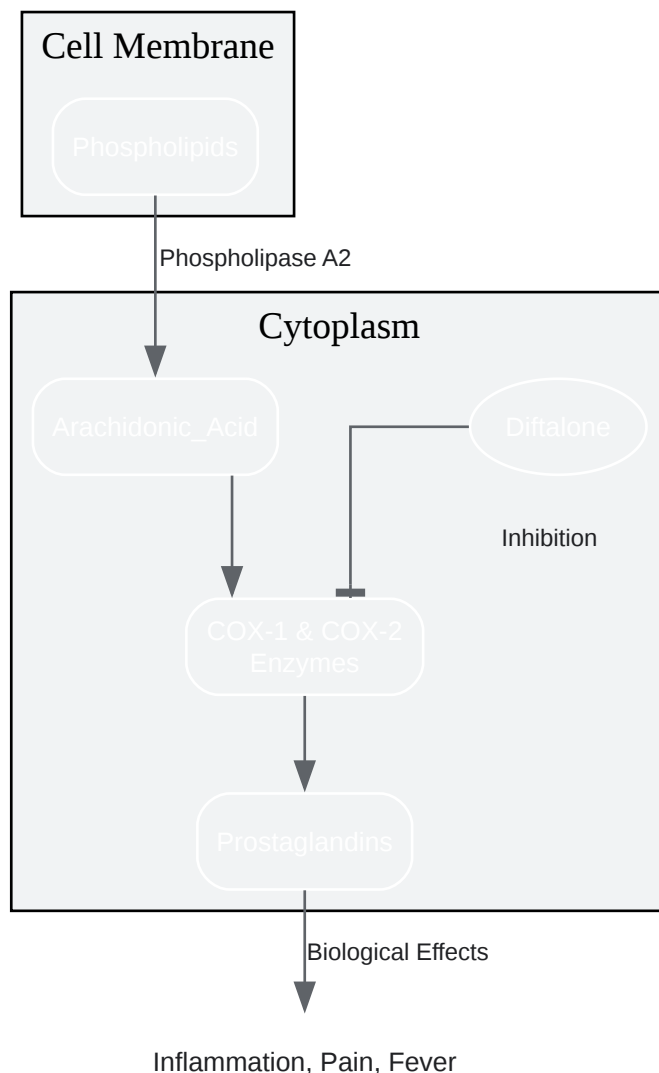 Cell Membrane
Phospholipids
Phospholipase A2
Cytoplasm
Arachidonic_Acid
Diftalone
Inhibition
COX-1 & COX-2
Enzymes
Prostaglandins
Biological Effects
Inflammation, Pain, Fever